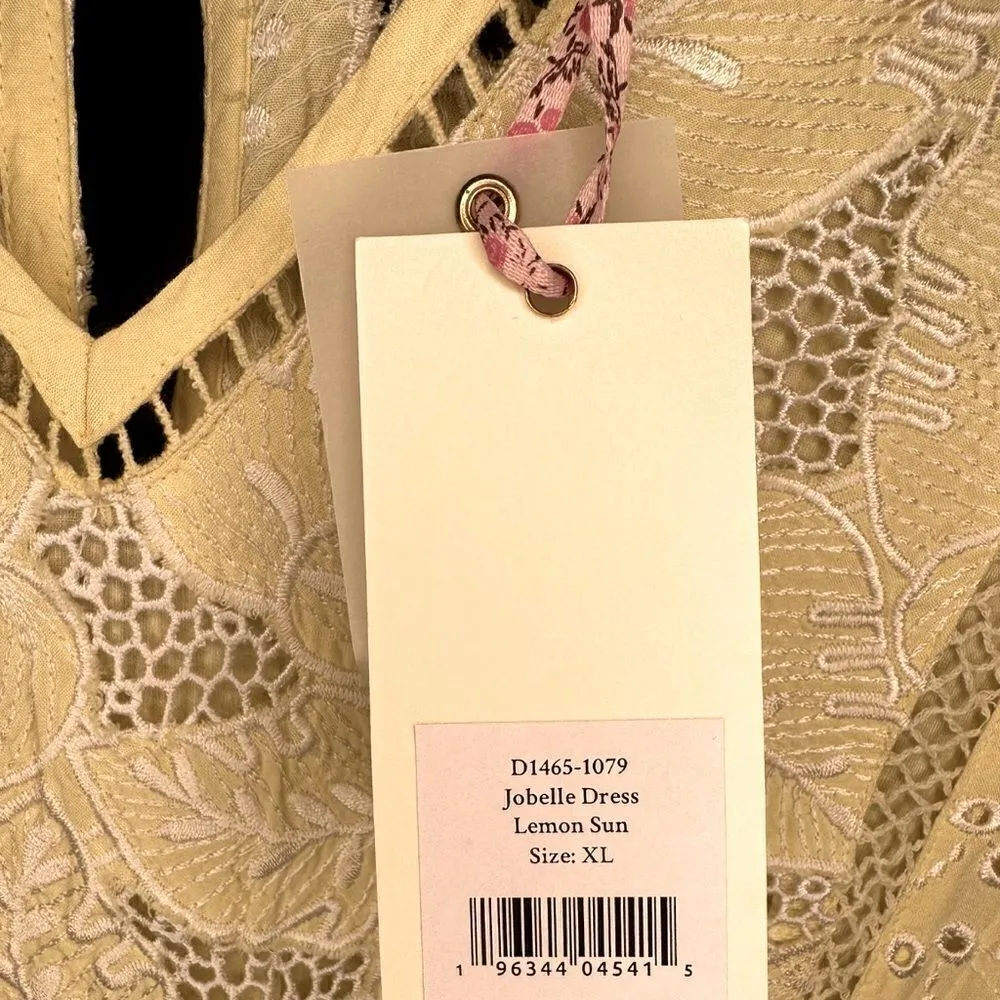 D1465-1079
Jobelle Dress
Lemon Sun
Size: XL
1 96344 04541 5